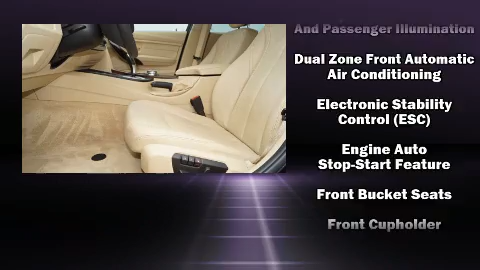 And Passenger Illumination
Dual Zone Front Automatic
Air Conditioning
Electronic Stability
Control (ESC)
Engine Auto
Stop-Start Feature
Front Bucket Seats
Front Cupholder